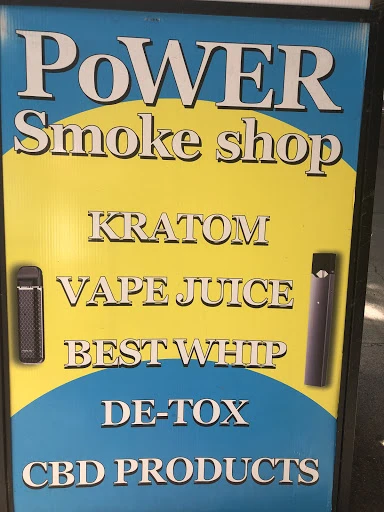 PoWER
Smoke shop
KRATOM
VAPE JUICE
BEST WHIP
DE-TOX
CBD PRODUCTS